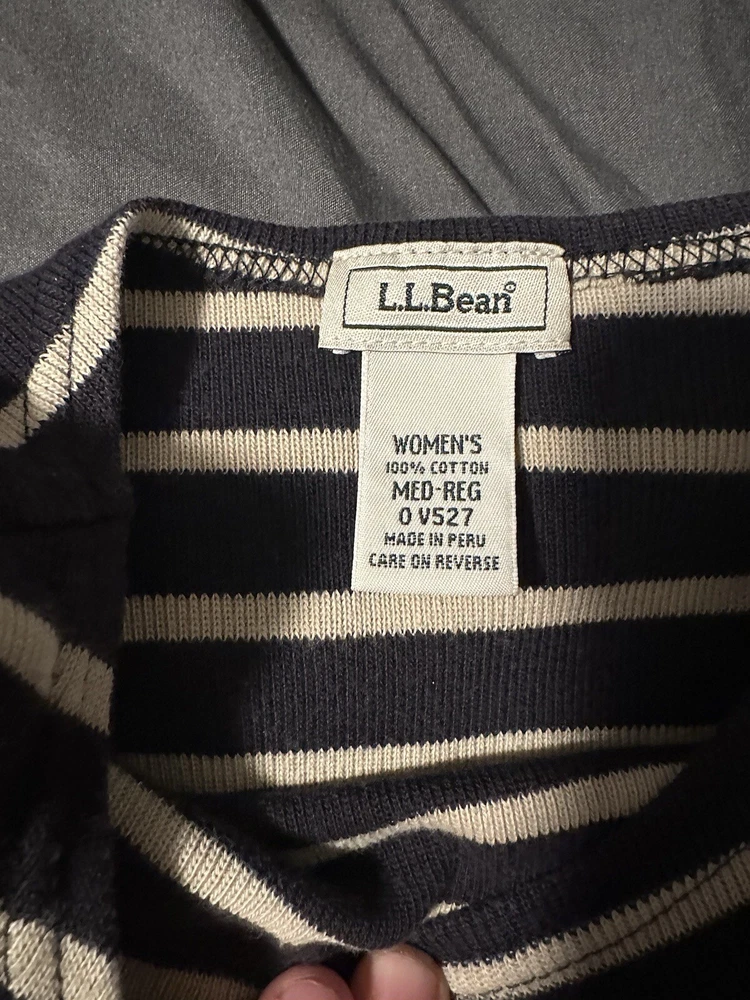 L.L.Bean®
WOMEN'S
100% COTTON
MED-REG
0 V527
MADE IN PERU
CARE ON REVERSE